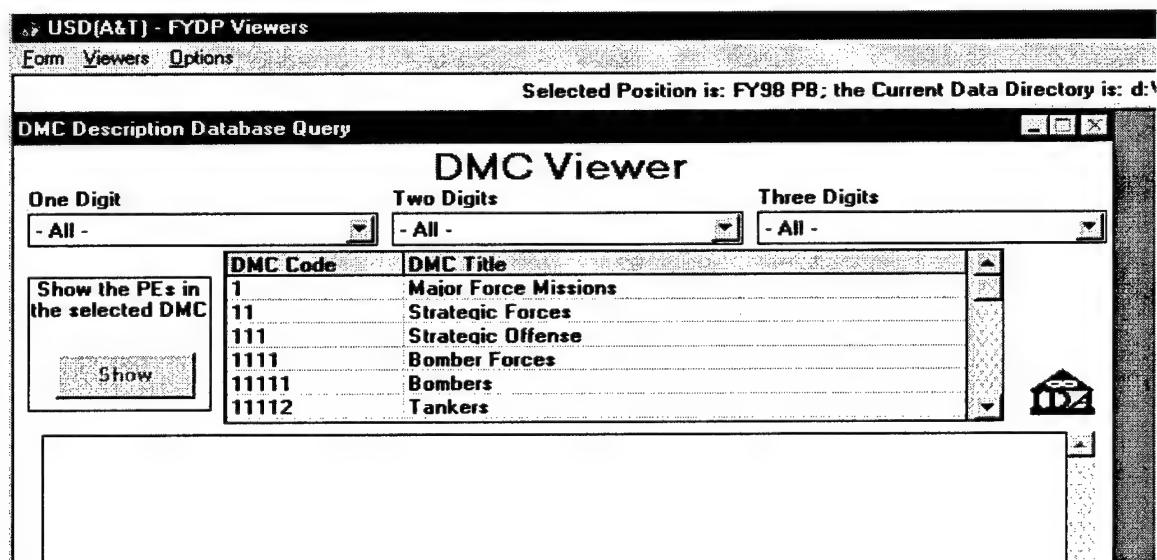 USD(A&T) - FYDP Viewers
Form Viewers Options
Selected Position is: FY98 PB; the Current Data Directory is: d:\
DMC Description Database Query
DMC Viewer
One Digit Two Digits Three Digits
- All - - All - - All -
DMC Code DMC Title
Show the PEs in the selected DMC
1 Major Force Missions
11 Strategic Forces
111 Strategic Offense
1111 Bomber Forces
11111 Bombers
11112 Tankers
Show
IDA